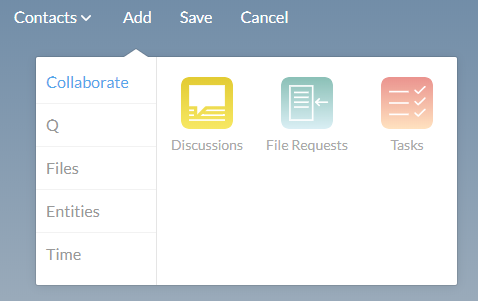 Contacts Add Save Cancel
Collaborate
Q
Files
Entities
Time
Discussions File Requests Tasks